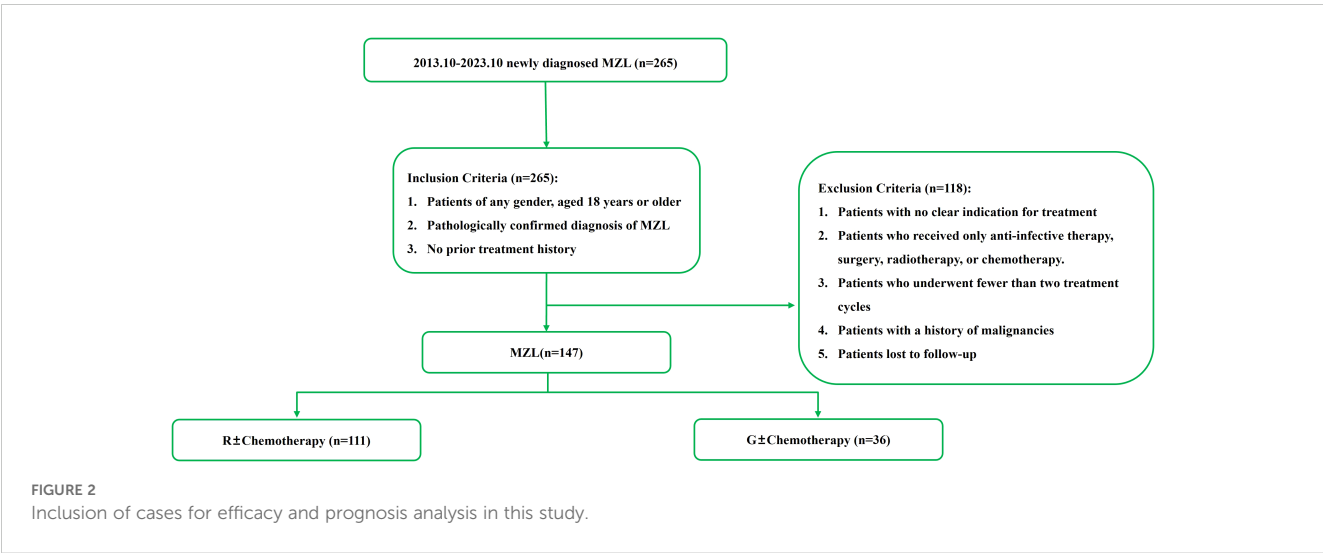 2013.10-2023.10 newly diagnosed MZL (n=265)
Inclusion Criteria (n=265):
1. Patients of any gender, aged 18 years or older
2. Pathologically confirmed diagnosis of MZL
3. No prior treatment history
Exclusion Criteria (n=118):
1. Patients with no clear indication for treatment
2. Patients who received only anti-infective therapy,
surgery, radiotherapy, or chemotherapy.
3. Patients who underwent fewer than two treatment
cycles
4. Patients with a history of malignancies
5. Patients lost to follow-up
MZL(n=147)
R±Chemotherapy (n=111)
G±Chemotherapy (n=36)
FIGURE 2
Inclusion of cases for efficacy and prognosis analysis in this study.